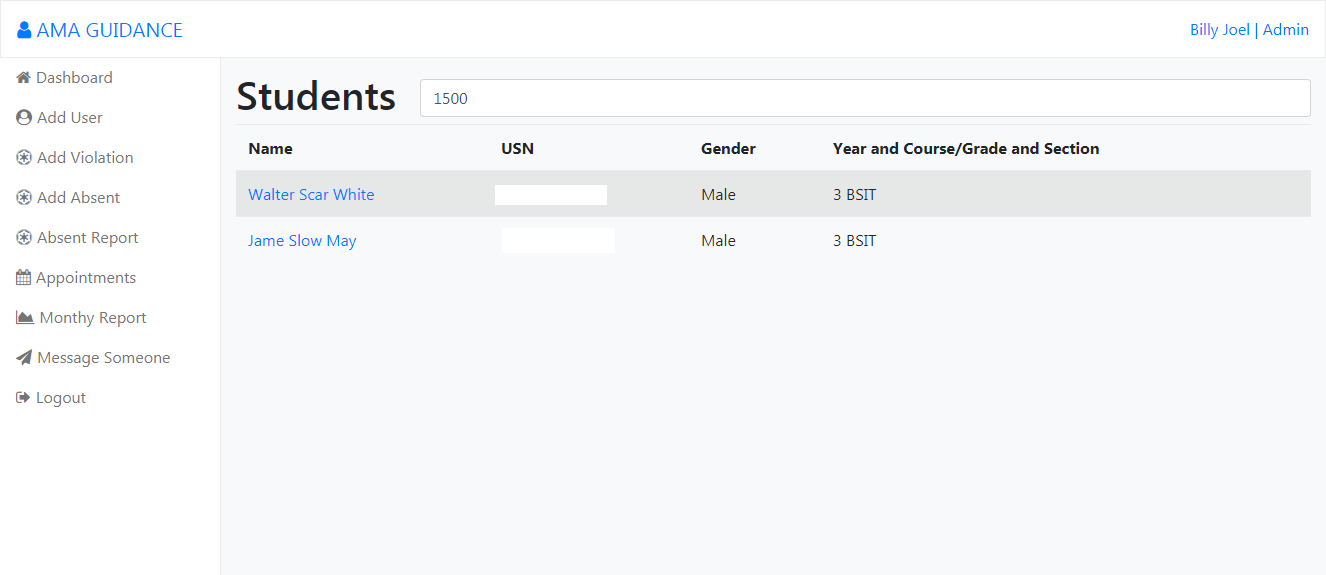 AMA GUIDANCE
Billy Joel | Admin
Dashboard
Add User
Add Violation
Add Absent
Absent Report
Appointments
Monthy Report
Message Someone
Logout
Students
1500
Name USN Gender Year and Course/Grade and Section
Walter Scar White Male 3 BSIT
Jame Slow May Male 3 BSIT